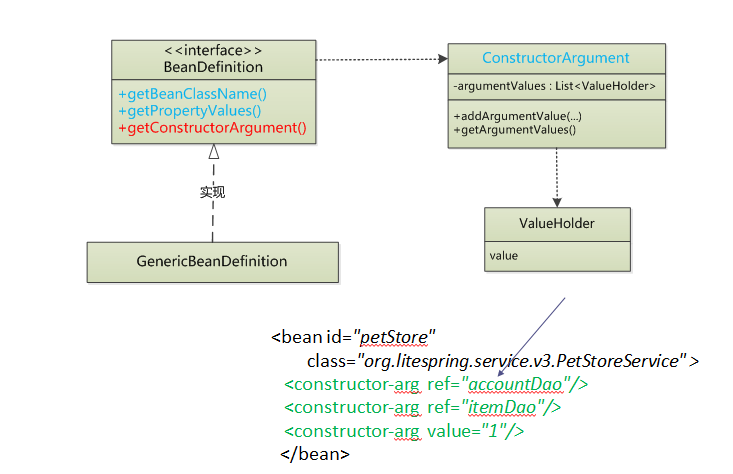 <<interface>>
BeanDefinition
+getBeanClassName()
+getPropertyValues()
+getConstructorArgument()
ConstructorArgument
-argumentValues : List<ValueHolder>
+addArgumentValue(...)
+getArgumentValues()
实现
GenericBeanDefinition
ValueHolder
value
<bean id="petStore"
class="org.litespring.service.v3.PetStoreService" >
<constructor-arg ref="accountDao"/>
<constructor-arg ref="itemDao"/>
<constructor-arg value="1"/>
</bean>